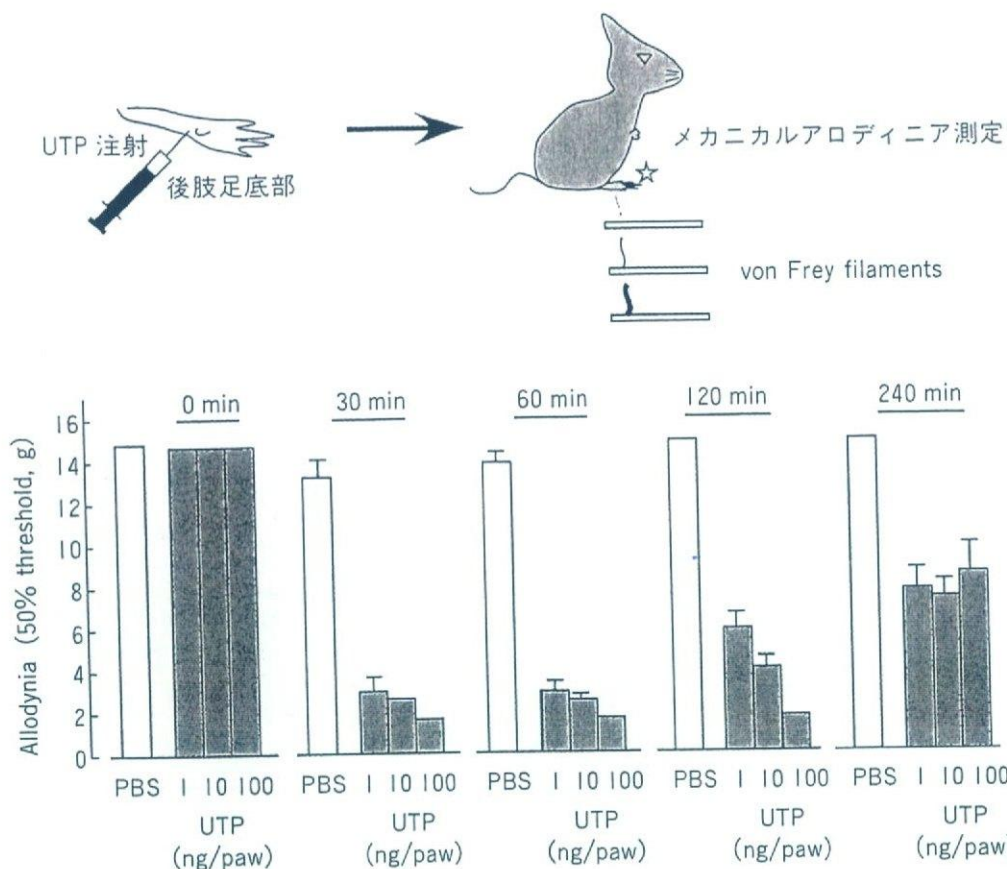 UTP 注射
後肢足底部
メカニカルアロディニア測定
von Frey filaments
Allodynia (50% threshold, g)
16
14
12
10
8
6
4
2
0
0 min
30 min
60 min
120 min
240 min
PBS 1 10 100
UTP
(ng/paw)
PBS 1 10 100
UTP
(ng/paw)
PBS 1 10 100
UTP
(ng/paw)
PBS 1 10 100
UTP
(ng/paw)
PBS 1 10 100
UTP
(ng/paw)